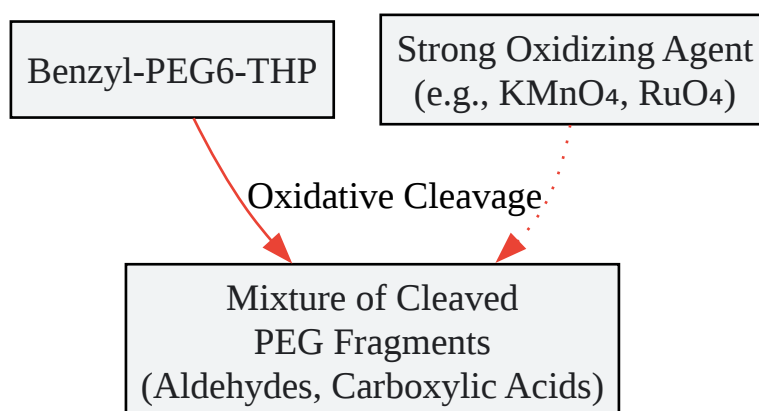 Benzyl-PEG6-THP
Strong Oxidizing Agent
(e.g., KMnO₄, RuO₄)
Oxidative Cleavage
Mixture of Cleaved
PEG Fragments
(Aldehydes, Carboxylic Acids)